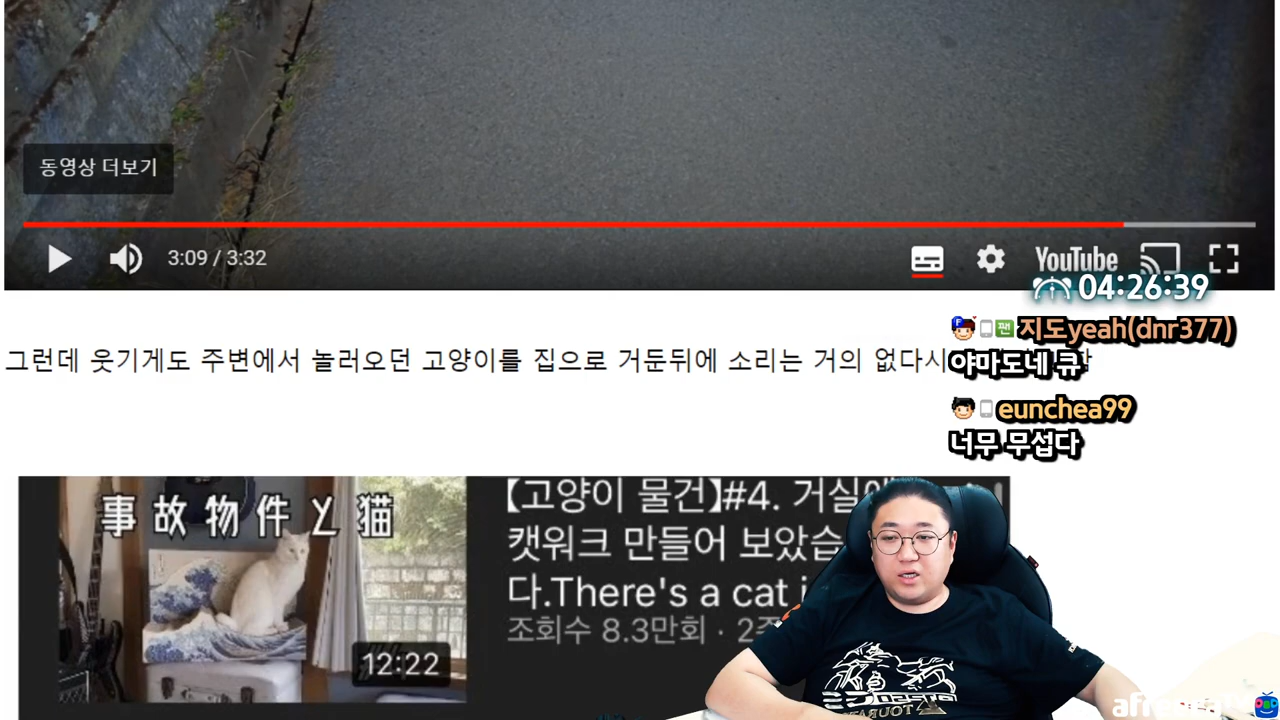 동영상 더보기
3:09 / 3:32
YouTube
04:26:39
지도yeah(dnr377)
야마도네 큐
그런데 웃기게도 주변에서 놀러오던 고양이를 집으로 거둔뒤에 소리는 거의 없다시
eunchea99
너무 무섭다
事故物件と猫
12:22
【고양이 물건】#4. 거실에
캣워크 만들어 보았습
다.There's a cat i
조회수 8.3만회 · 2주